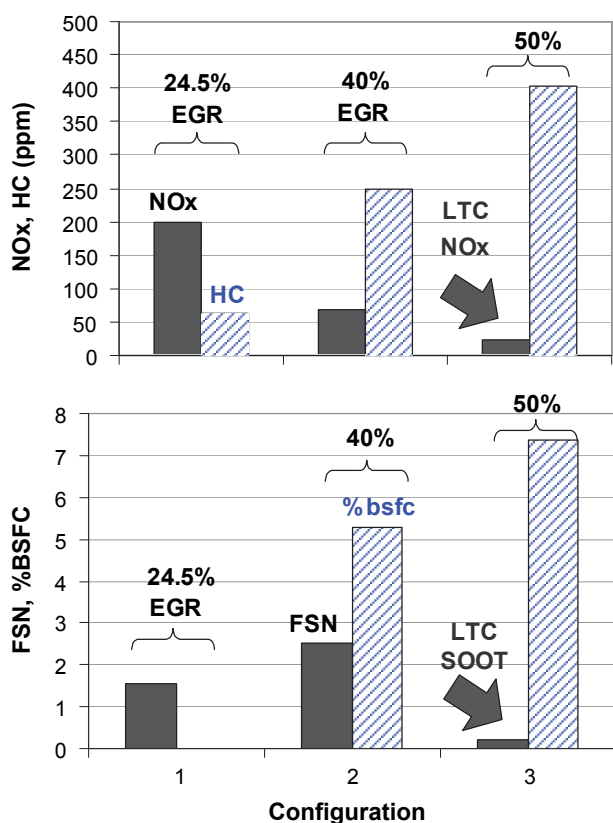 500
450
400
350
300
250
200
150
100
50
0
NOx, HC (ppm)
24.5%
EGR
40%
EGR
50%
NOx
HC
LTC
NOx
8
7
6
5
4
3
2
1
0
FSN, %BSFC
24.5%
EGR
40%
50%
FSN
%bsfc
LTC
SOOT
1
2
3
Configuration